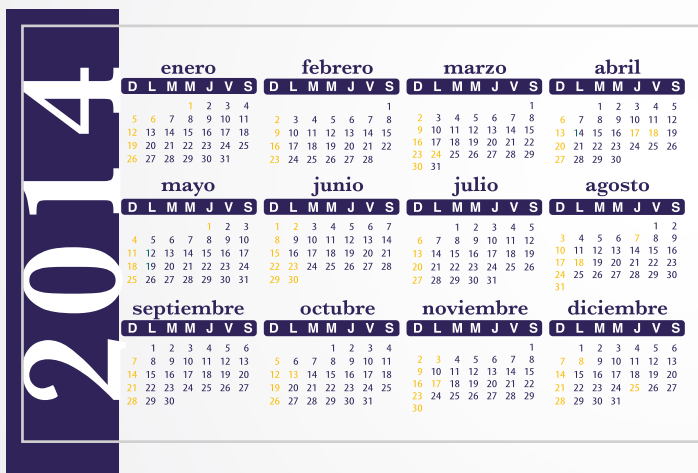 2014
enero
D L M M J V S
1 2 3 4
5 6 7 8 9 10 11
12 13 14 15 16 17 18
19 20 21 22 23 24 25
26 27 28 29 30 31
febrero
D L M M J V S
1
2 3 4 5 6 7 8
9 10 11 12 13 14 15
16 17 18 19 20 21 22
23 24 25 26 27 28
marzo
D L M M J V S
1
2 3 4 5 6 7 8
9 10 11 12 13 14 15
16 17 18 19 20 21 22
23 24 25 26 27 28 29
30 31
abril
D L M M J V S
1 2 3 4 5
6 7 8 9 10 11 12
13 14 15 16 17 18 19
20 21 22 23 24 25 26
27 28 29 30
mayo
D L M M J V S
1 2 3
4 5 6 7 8 9 10
11 12 13 14 15 16 17
18 19 20 21 22 23 24
25 26 27 28 29 30 31
junio
D L M M J V S
1 2 3 4 5 6 7
8 9 10 11 12 13 14
15 16 17 18 19 20 21
22 23 24 25 26 27 28
29 30
julio
D L M M J V S
1 2 3 4 5
6 7 8 9 10 11 12
13 14 15 16 17 18 19
20 21 22 23 24 25 26
27 28 29 30 31
agosto
D L M M J V S
1 2
3 4 5 6 7 8 9
10 11 12 13 14 15 16
17 18 19 20 21 22 23
24 25 26 27 28 29 30
31
septiembre
D L M M J V S
1 2 3 4 5 6
7 8 9 10 11 12 13
14 15 16 17 18 19 20
21 22 23 24 25 26 27
28 29 30
octubre
D L M M J V S
1 2 3 4
5 6 7 8 9 10 11
12 13 14 15 16 17 18
19 20 21 22 23 24 25
26 27 28 29 30 31
noviembre
D L M M J V S
1
2 3 4 5 6 7 8
9 10 11 12 13 14 15
16 17 18 19 20 21 22
23 24 25 26 27 28 29
30
diciembre
D L M M J V S
1 2 3 4 5 6
7 8 9 10 11 12 13
14 15 16 17 18 19 20
21 22 23 24 25 26 27
28 29 30 31